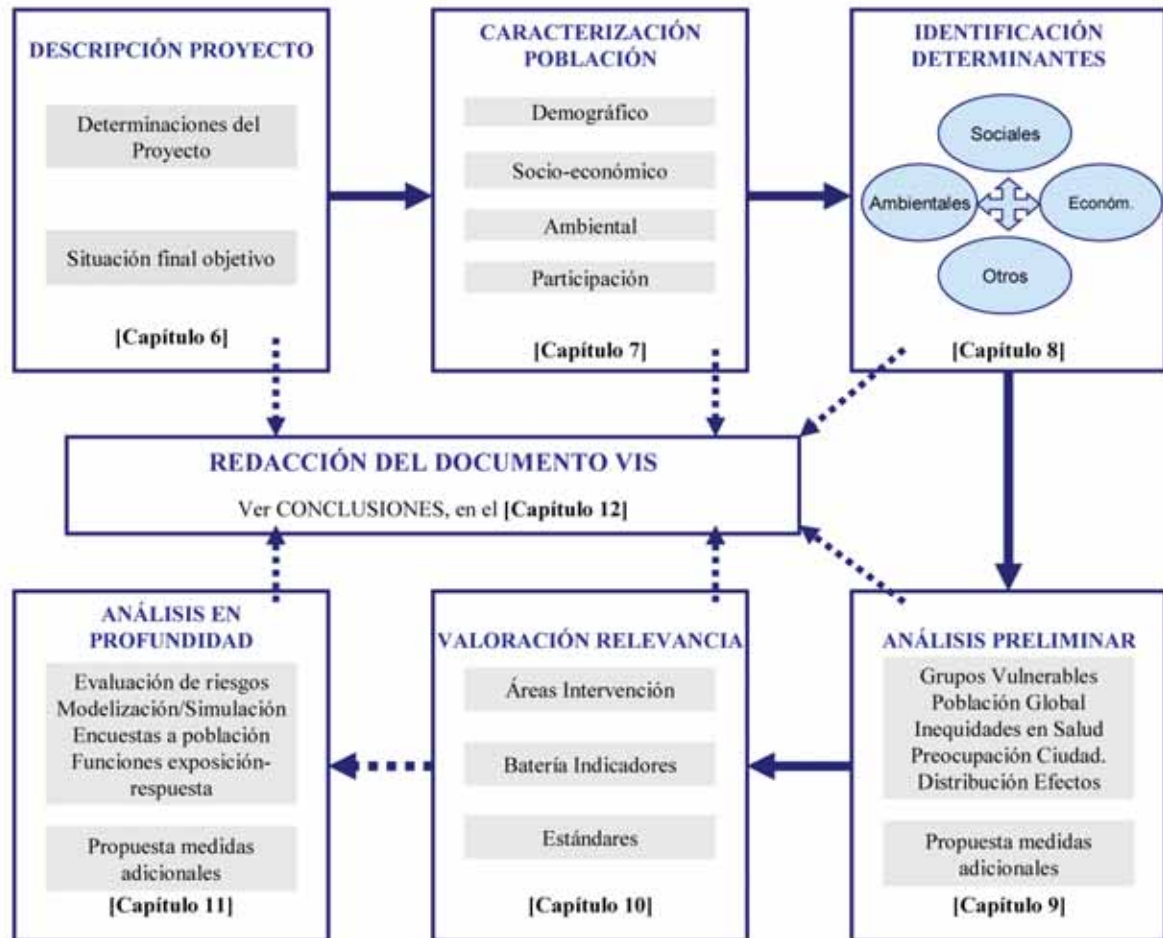 DESCRIPCIÓN PROYECTO
Determinaciones del
Proyecto
Situación final objetivo
[Capítulo 6]
CARACTERIZACIÓN
POBLACIÓN
Demográfico
Socio-económico
Ambiental
Participación
[Capítulo 7]
IDENTIFICACIÓN
DETERMINANTES
Sociales
Ambientales
Económ.
Otros
[Capítulo 8]
REDACCIÓN DEL DOCUMENTO VIS
Ver CONCLUSIONES, en el [Capítulo 12]
ANÁLISIS EN
PROFUNDIDAD
Evaluación de riesgos
Modelización/Simulación
Encuestas a población
Funciones exposición-
respuesta
Propuesta medidas
adicionales
[Capítulo 11]
VALORACIÓN RELEVANCIA
Áreas Intervención
Batería Indicadores
Estándares
[Capítulo 10]
ANÁLISIS PRELIMINAR
Grupos Vulnerables
Población Global
Inequidades en Salud
Preocupación Ciudad.
Distribución Efectos
Propuesta medidas
adicionales
[Capítulo 9]